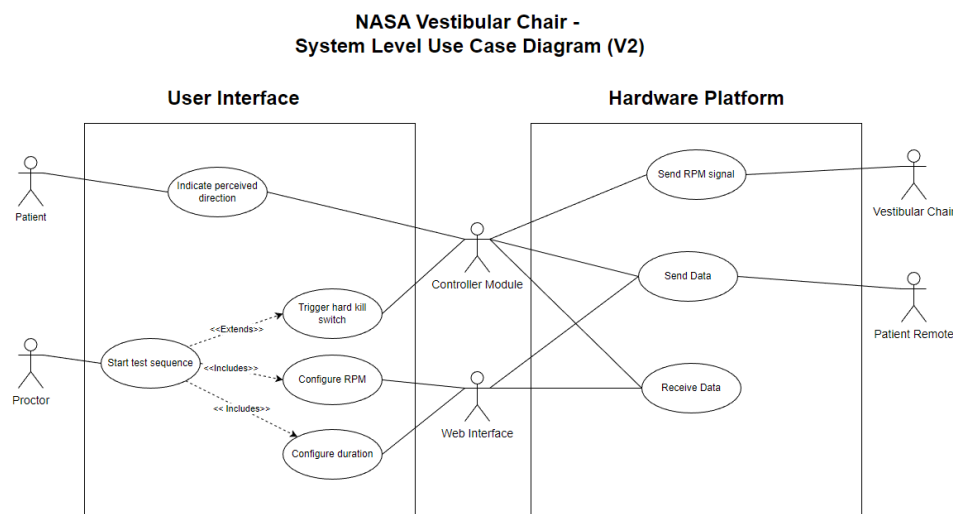 NASA Vestibular Chair -
System Level Use Case Diagram (V2)
User Interface
Hardware Platform
Indicate perceived
direction
Send RPM signal
Patient
Vestibular Chair
Controller Module
Send Data
Trigger hard kill
switch
<<Extends>>
Patient Remote
Start test sequence
<<Includes>>
Configure RPM
Receive Data
Proctor
<< Includes>>
Web Interface
Configure duration